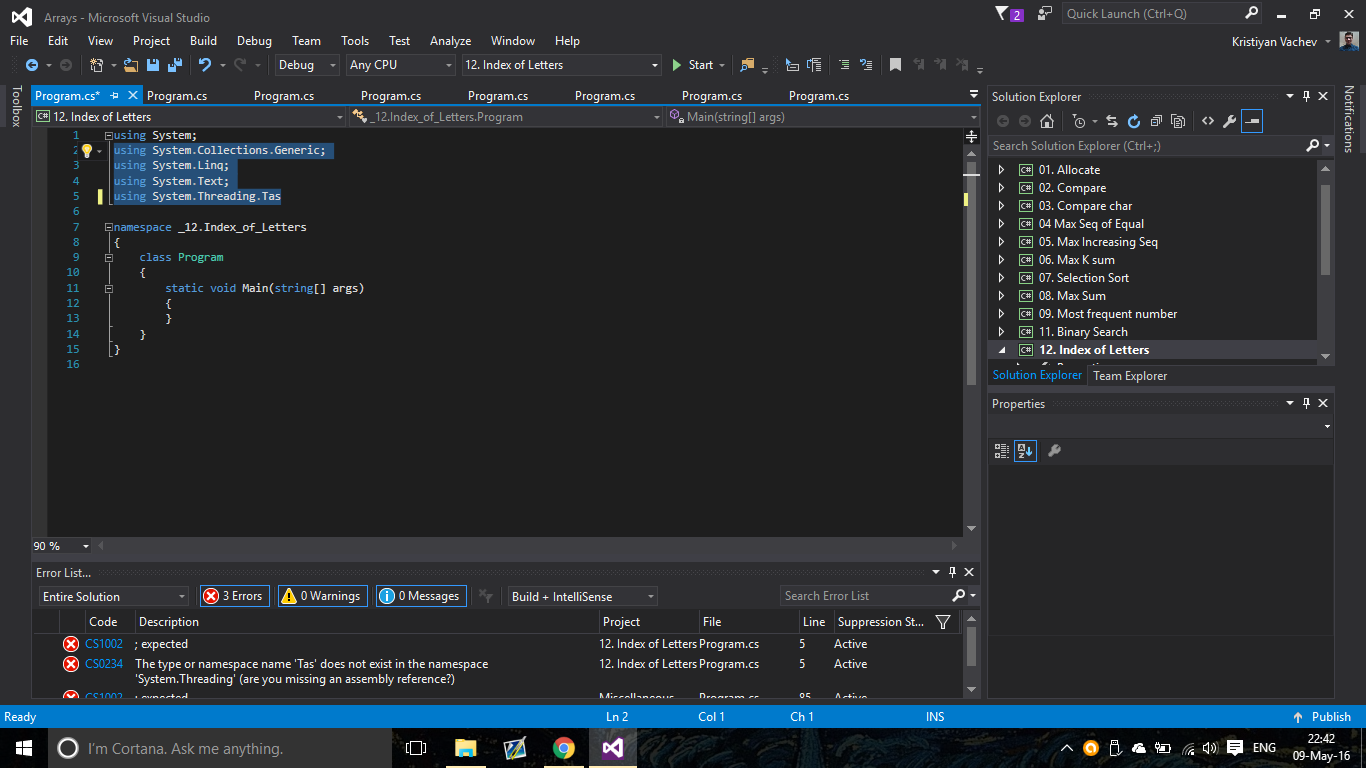 Arrays - Microsoft Visual Studio
2
Quick Launch (Ctrl+Q)
File Edit View Project Build Debug Team Tools Test Analyze Window Help
Kristiyan Vachev
Debug Any CPU 12. Index of Letters Start
Toolbox
Program.cs* Program.cs Program.cs Program.cs Program.cs Program.cs Program.cs Program.cs
12. Index of Letters _12.Index_of_Letters.Program Main(string[] args)
1 using System;
2 using System.Collections.Generic;
3 using System.Linq;
4 using System.Text;
5 using System.Threading.Tas
6
7 namespace _12.Index_of_Letters
8 {
9 class Program
10 {
11 static void Main(string[] args)
12 {
13 }
14 }
15 }
16
90 %
Solution Explorer
Search Solution Explorer (Ctrl+;)
C# 01. Allocate
C# 02. Compare
C# 03. Compare char
C# 04 Max Seq of Equal
C# 05. Max Increasing Seq
C# 06. Max K sum
C# 07. Selection Sort
C# 08. Max Sum
C# 09. Most frequent number
C# 11. Binary Search
C# 12. Index of Letters
Solution Explorer Team Explorer
Properties
Notifications
Error List...
Entire Solution 3 Errors 0 Warnings 0 Messages Build + IntelliSense Search Error List
Code Description Project File Line Suppression St...
CS1002 ; expected 12. Index of Letters Program.cs 5 Active
CS0234 The type or namespace name 'Tas' does not exist in the namespace 'System.Threading' (are you missing an assembly reference?) 12. Index of Letters Program.cs 5 Active
CS1002 ; expected Miscellaneous Program.cs 85 Active
Ready Ln 2 Col 1 Ch 1 INS Publish
I'm Cortana. Ask me anything.
ENG
22:42
09-May-16